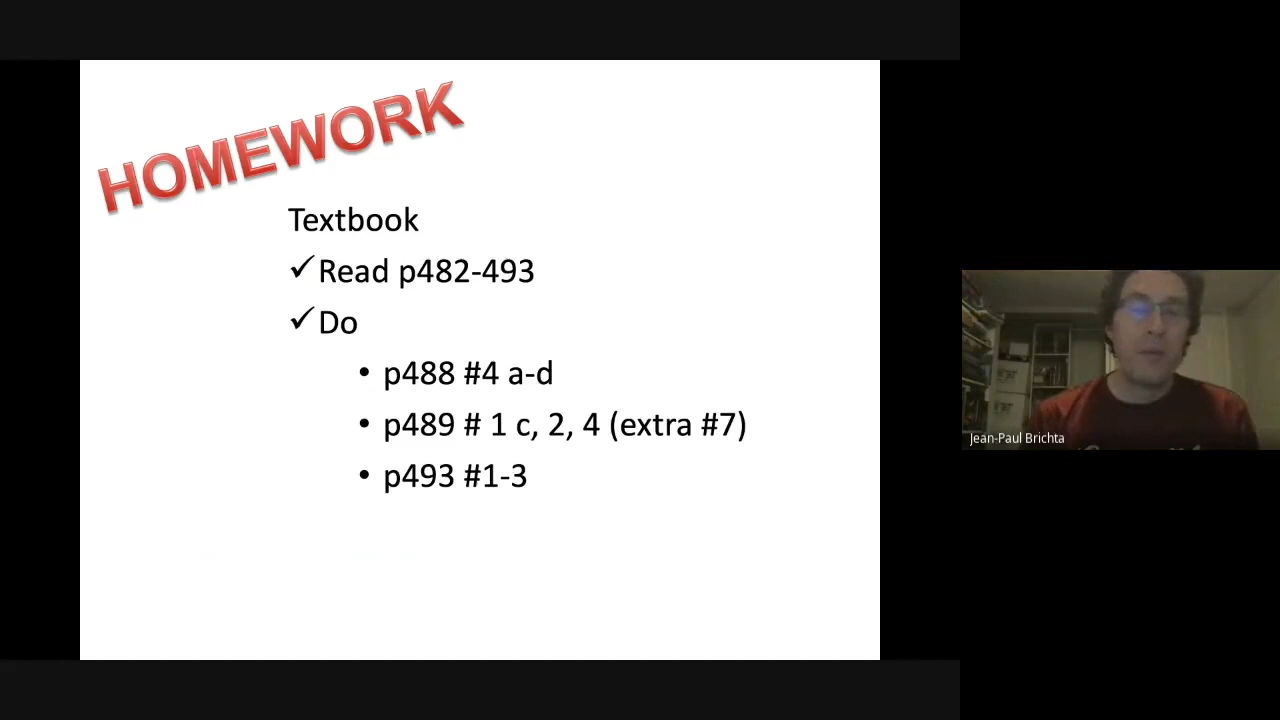 HOMEWORK
Textbook
✓Read p482-493
✓Do
• p488 #4 a-d
• p489 # 1 c, 2, 4 (extra #7)
• p493 #1-3
Jean-Paul Brichta